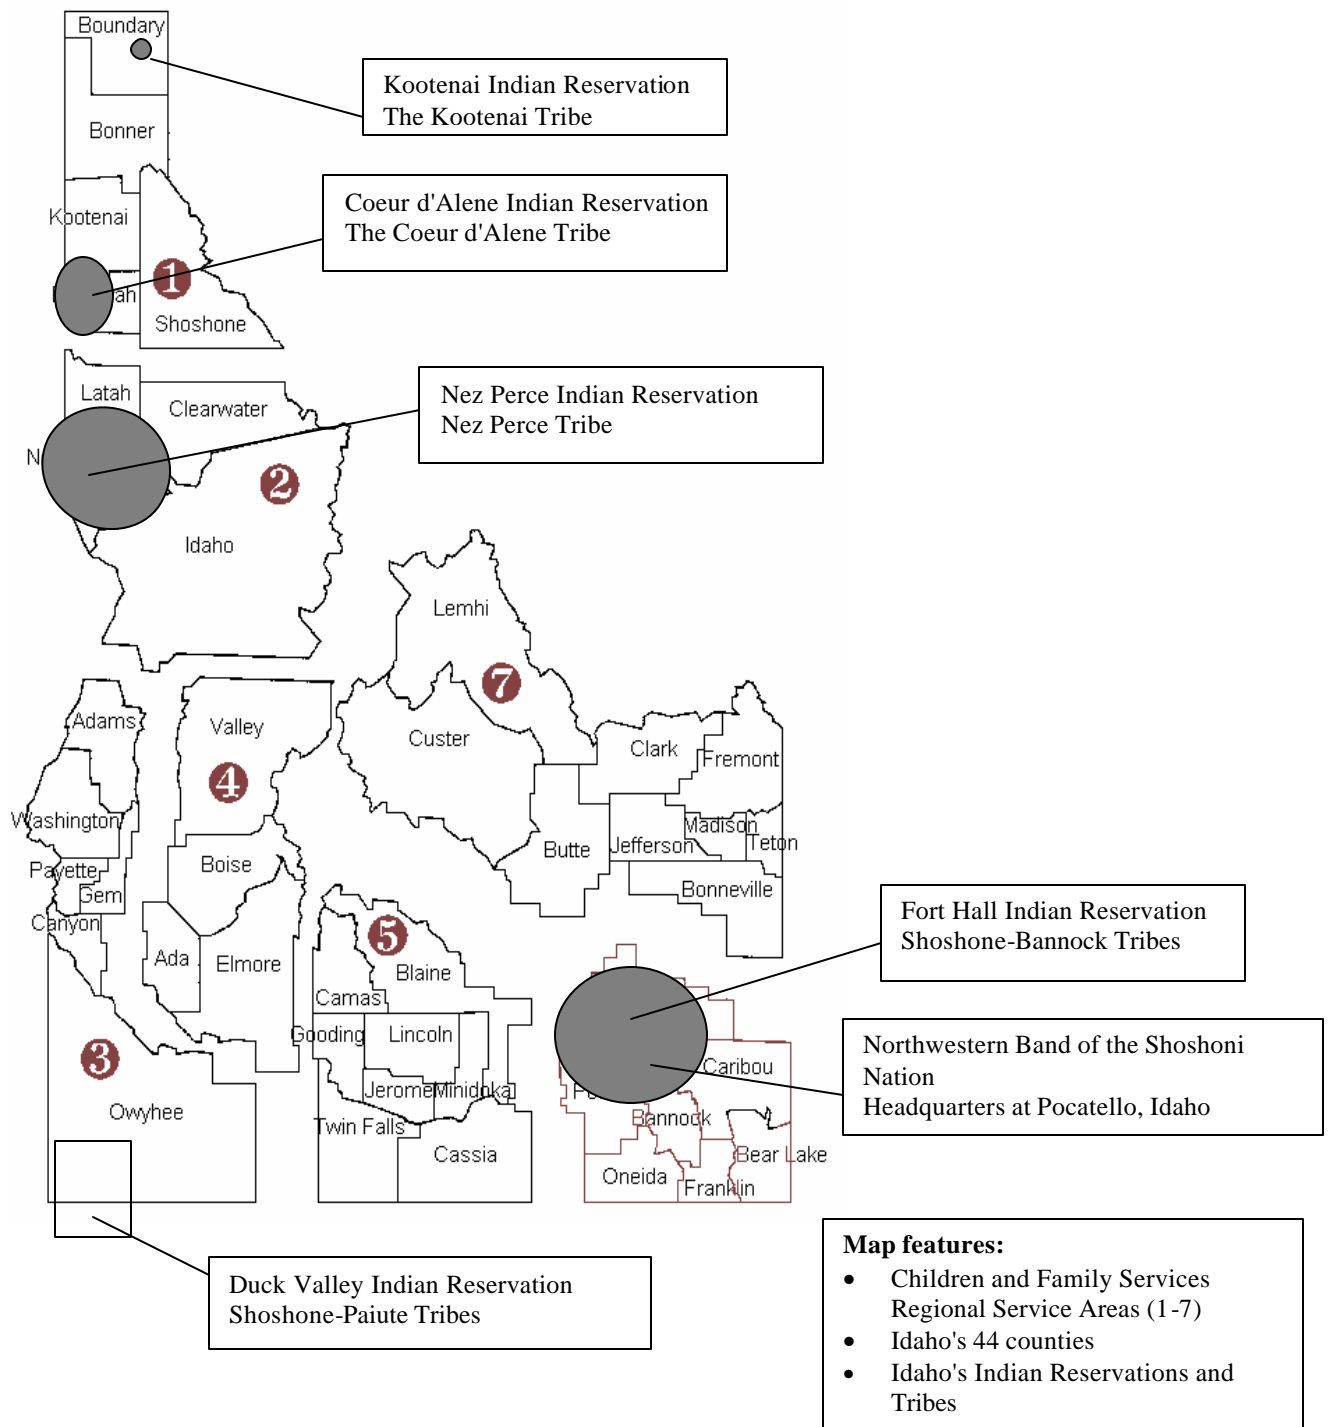 Boundary
Kootenai Indian Reservation
The Kootenai Tribe
Bonner
Coeur d'Alene Indian Reservation
The Coeur d'Alene Tribe
Kootenai
1
ah
Shoshone
Nez Perce Indian Reservation
Nez Perce Tribe
Latah
Clearwater
N
2
Idaho
Lemhi
7
Adams
Valley
Custer
Clark
Fremont
4
Washington
Madison
Butte
Jefferson
Teton
Payette
Boise
Gem
Bonneville
Canyon
Fort Hall Indian Reservation
Shoshone-Bannock Tribes
5
Ada
Elmore
Blaine
Camas
Gooding
Lincoln
3
Northwestern Band of the Shoshoni
Nation
Headquarters at Pocatello, Idaho
Caribou
Jerome
Minidoka
Po
Owyhee
Twin Falls
Bannock
Cassia
Bear Lake
Oneida
Franklin
Duck Valley Indian Reservation
Shoshone-Paiute Tribes
Map features:
• Children and Family Services
Regional Service Areas (1-7)
• Idaho's 44 counties
• Idaho's Indian Reservations and
Tribes